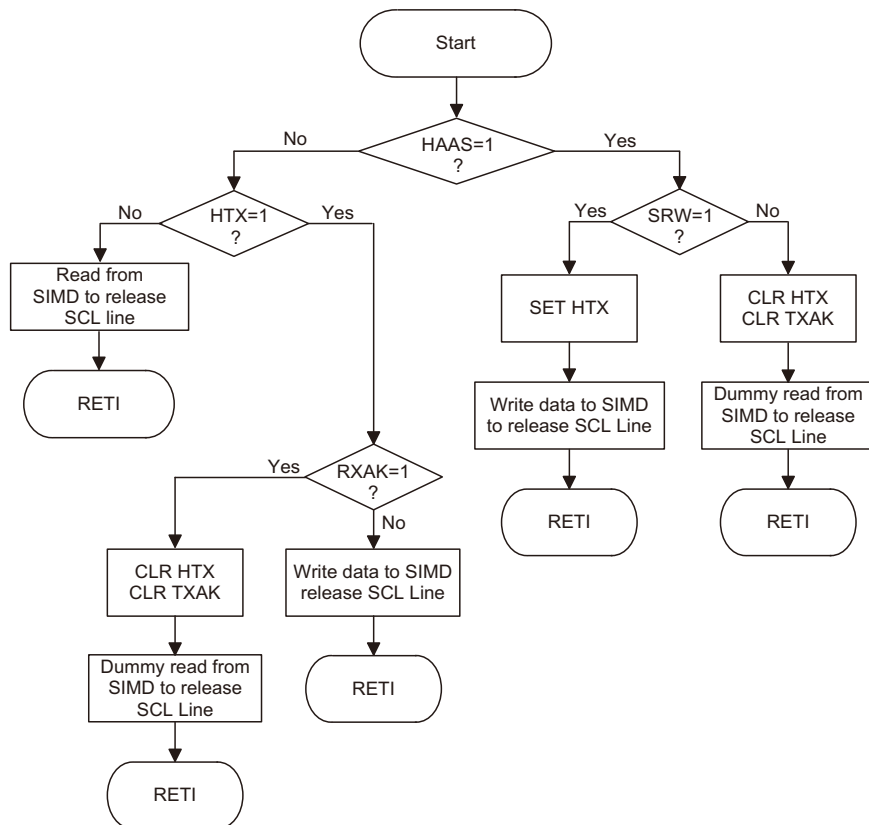 Start
HAAS=1
?
No
Yes
HTX=1
?
No
Yes
SRW=1
?
Yes
No
Read from
SIMD to release
SCL line
RETI
SET HTX
Write data to SIMD
to release SCL Line
RETI
CLR HTX
CLR TXAK
Dummy read from
SIMD to release
SCL Line
RETI
RXAK=1
?
Yes
No
CLR HTX
CLR TXAK
Dummy read from
SIMD to release
SCL Line
RETI
Write data to SIMD
release SCL Line
RETI